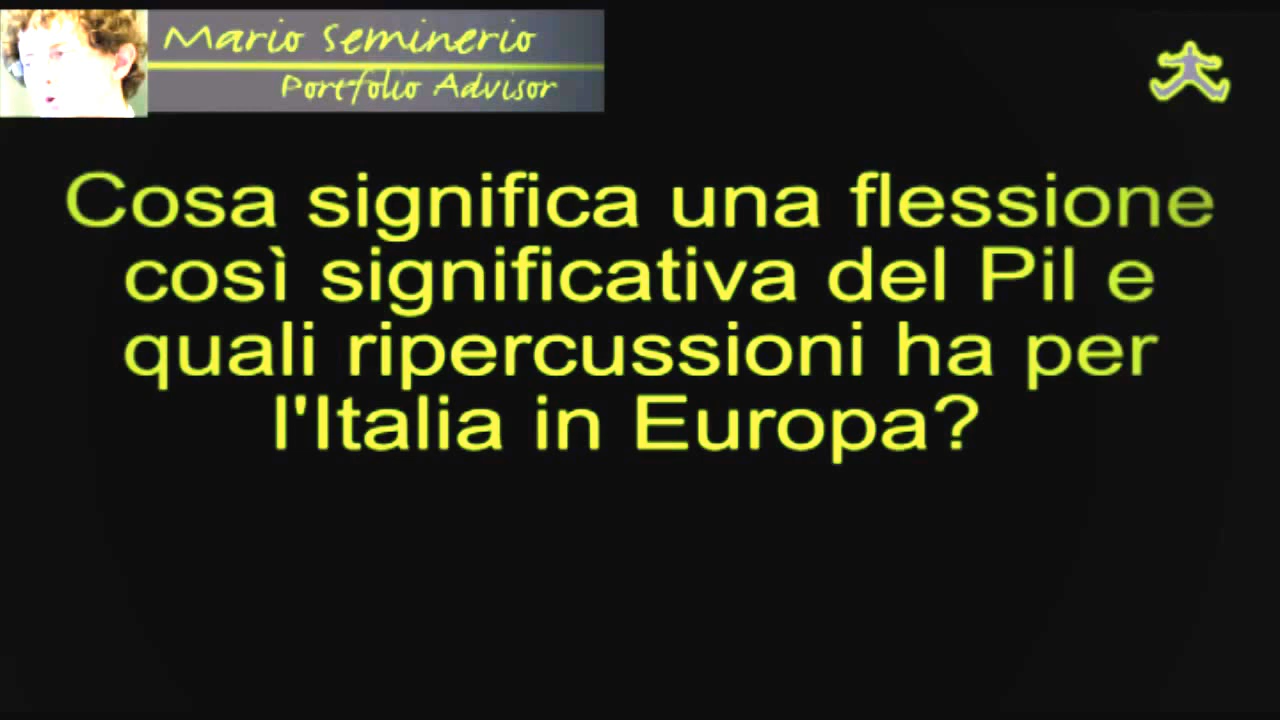 Mario Seminerio
Portfolio Advisor
Cosa significa una flessione
così significativa del Pil e
quali ripercussioni ha per
l'Italia in Europa?